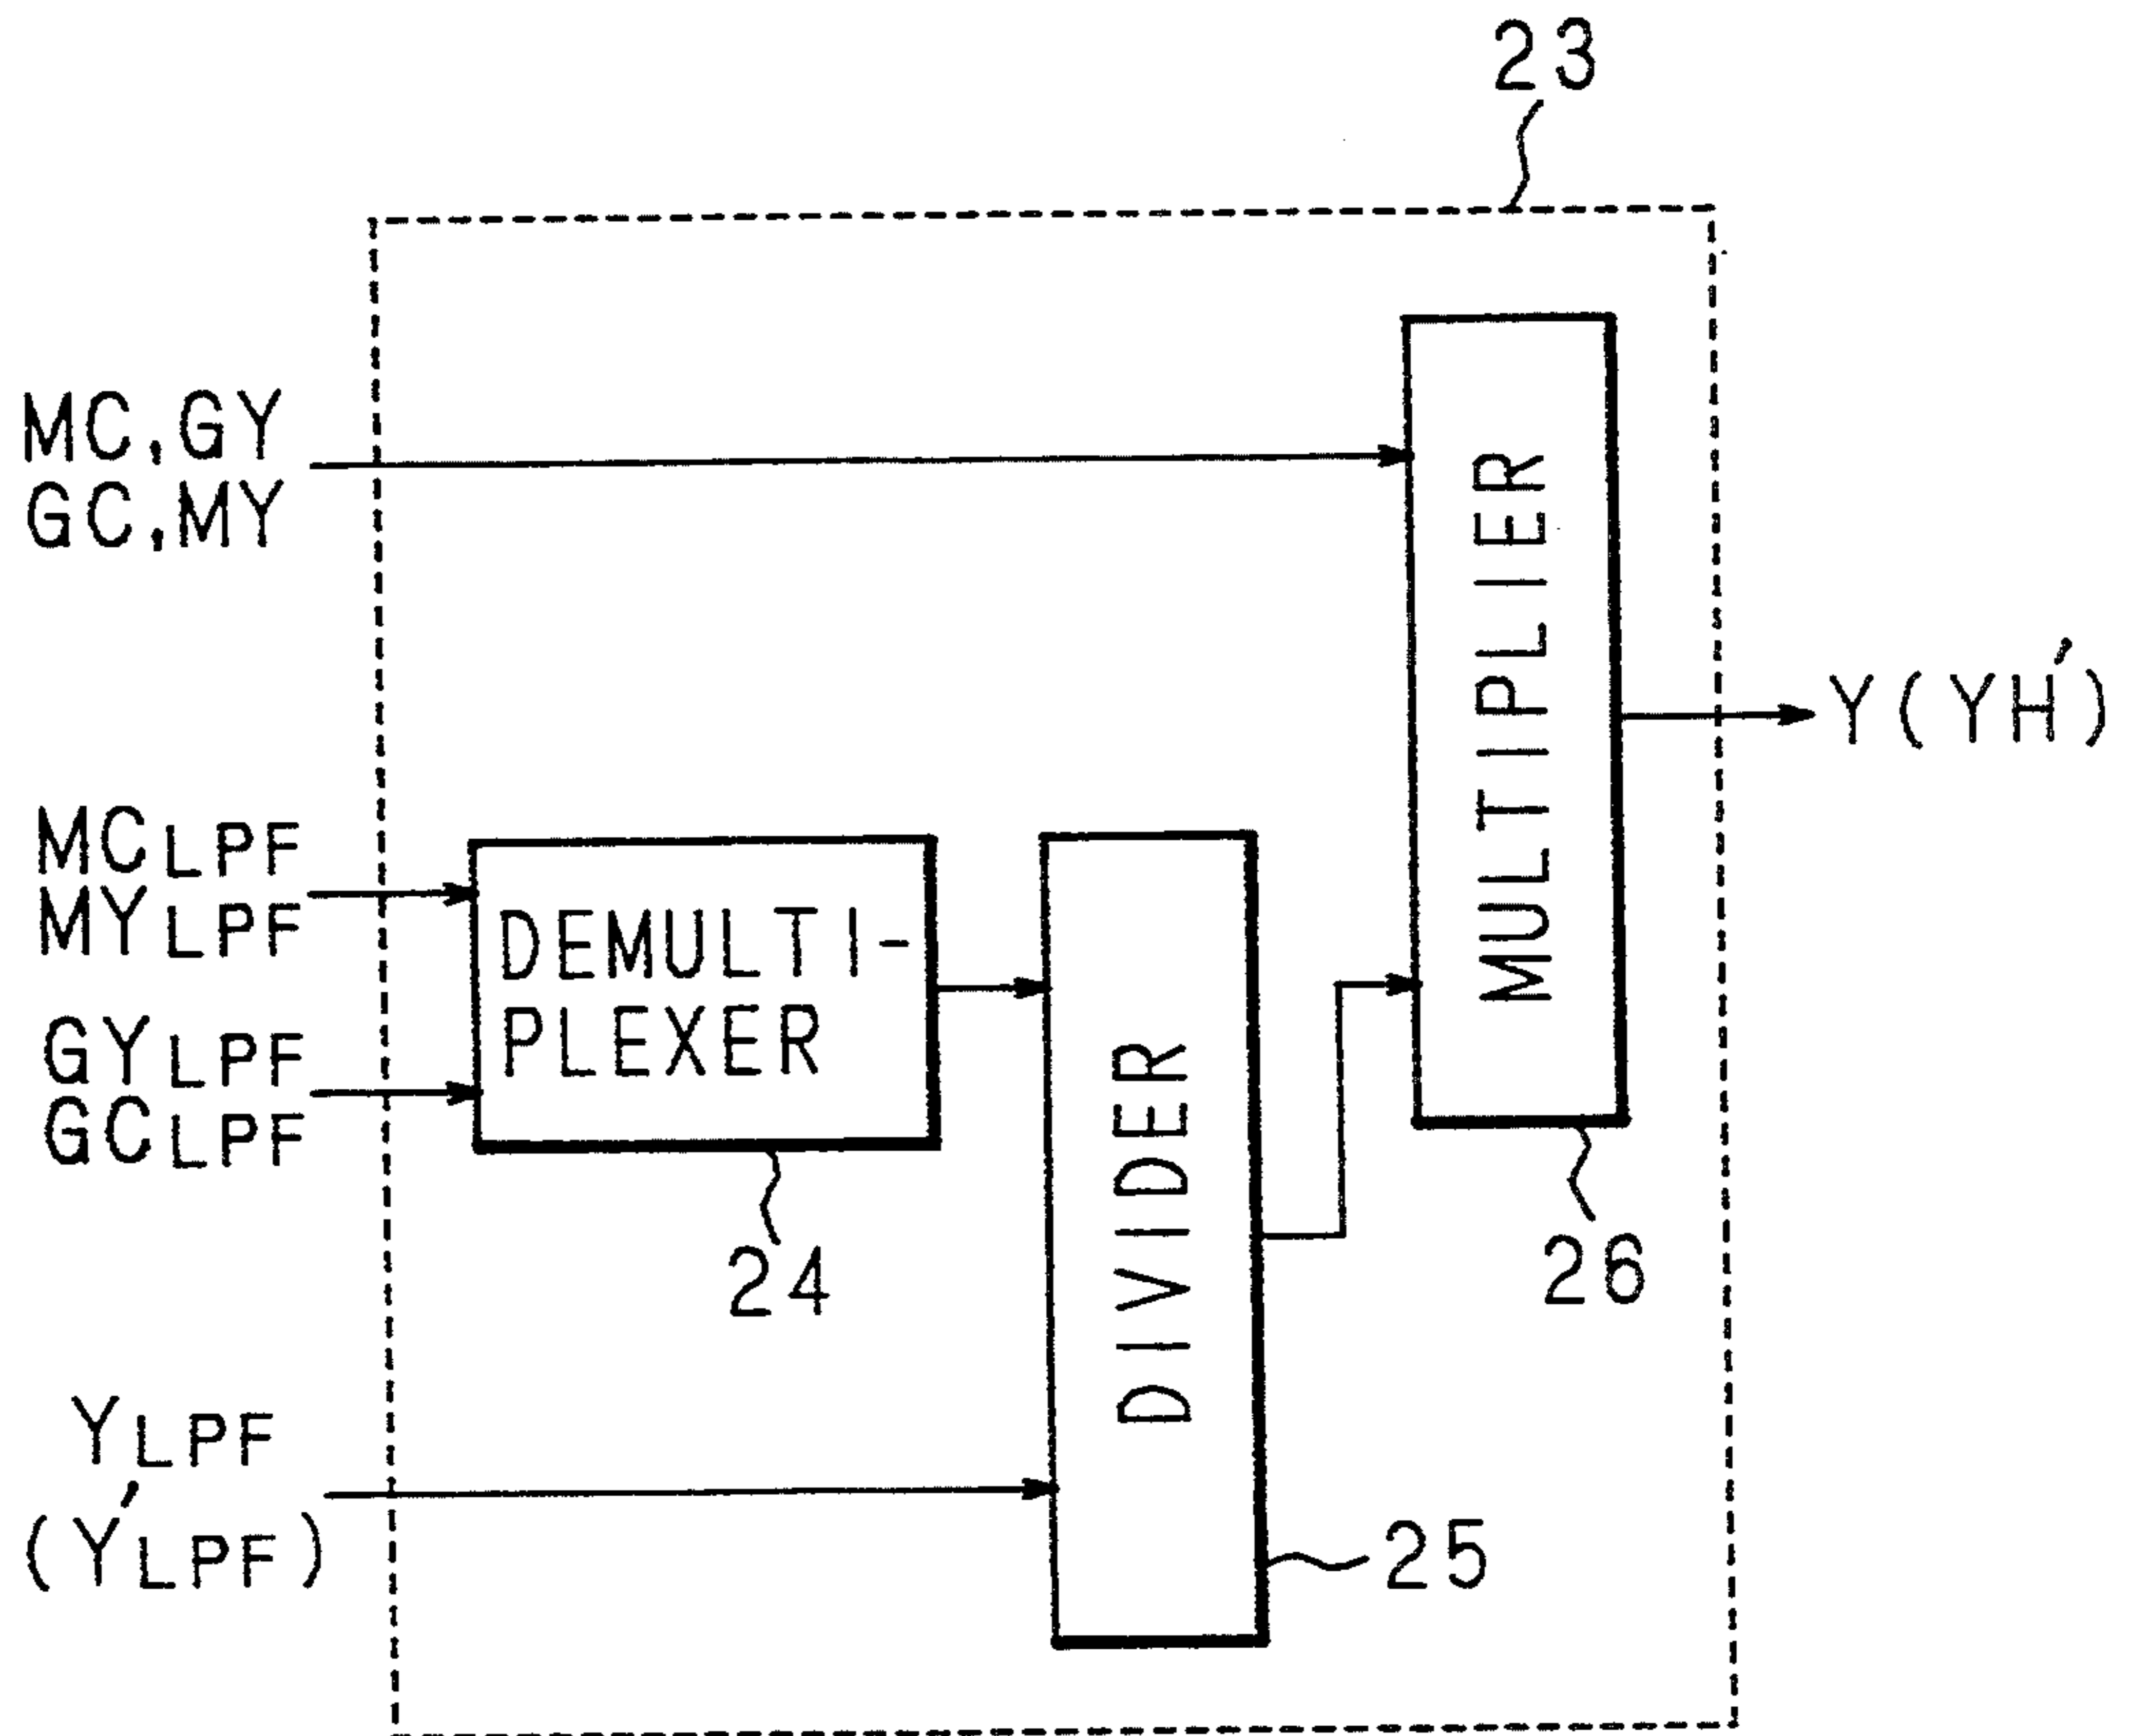 23
MC,GY
GC,MY
MULTIPLIER
Y(YH')
MCLPF
MYLPF
DEMULTI-
PLEXER
GYLPF
GCLPF
DIVIDER
24
26
YLPF
(Y'LPF)
25